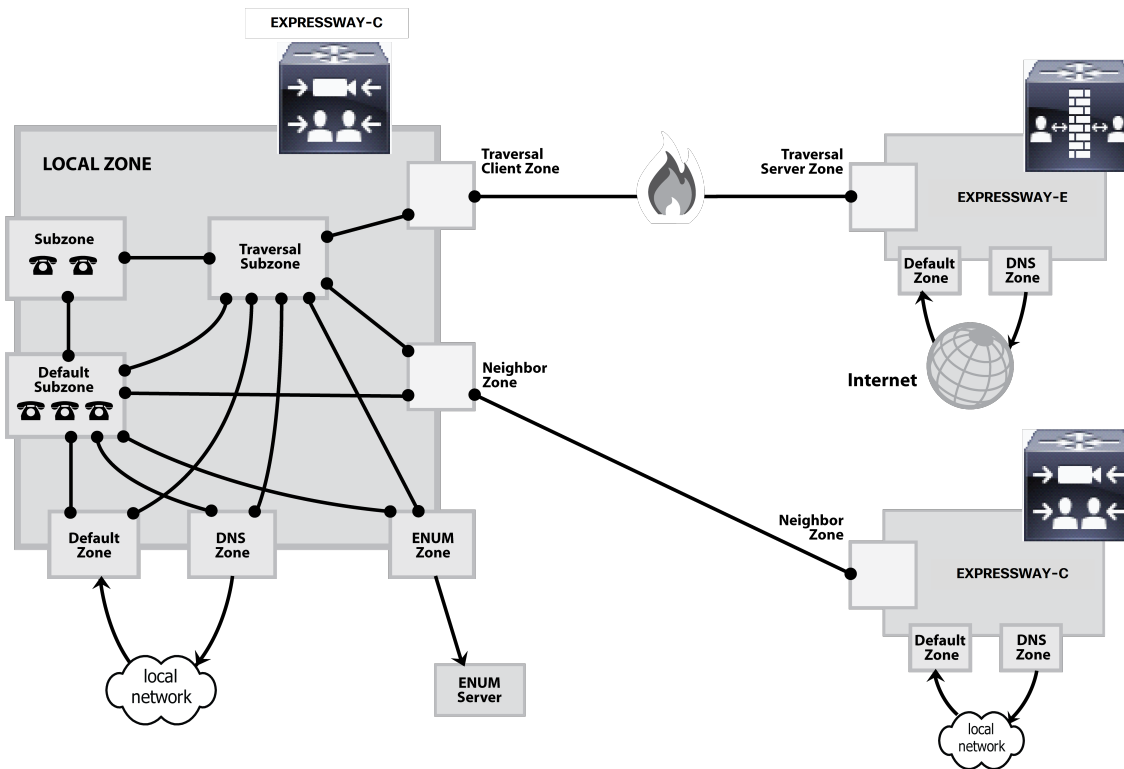 EXPRESSWAY-C
LOCAL ZONE
Subzone
Traversal
Subzone
Default
Subzone
Default
Zone
DNS
Zone
ENUM
Zone
local
network
ENUM
Server
Traversal
Client Zone
Neighbor
Zone
Traversal
Server Zone
EXPRESSWAY-E
Default
Zone
DNS
Zone
Internet
Neighbor
Zone
EXPRESSWAY-C
Default
Zone
DNS
Zone
local
network